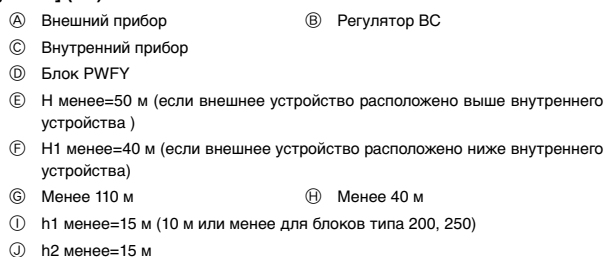 Ⓐ Внешний прибор Ⓑ Регулятор BC
Ⓒ Внутренний прибор
Ⓓ Блок PWFY
Ⓔ H менее=50 м (если внешнее устройство расположено выше внутреннего
устройства )
Ⓕ H1 менее=40 м (если внешнее устройство расположено ниже внутреннего
устройства)
Ⓖ Менее 110 м Ⓗ Менее 40 м
Ⓘ h1 менее=15 м (10 м или менее для блоков типа 200, 250)
Ⓙ h2 менее=15 м